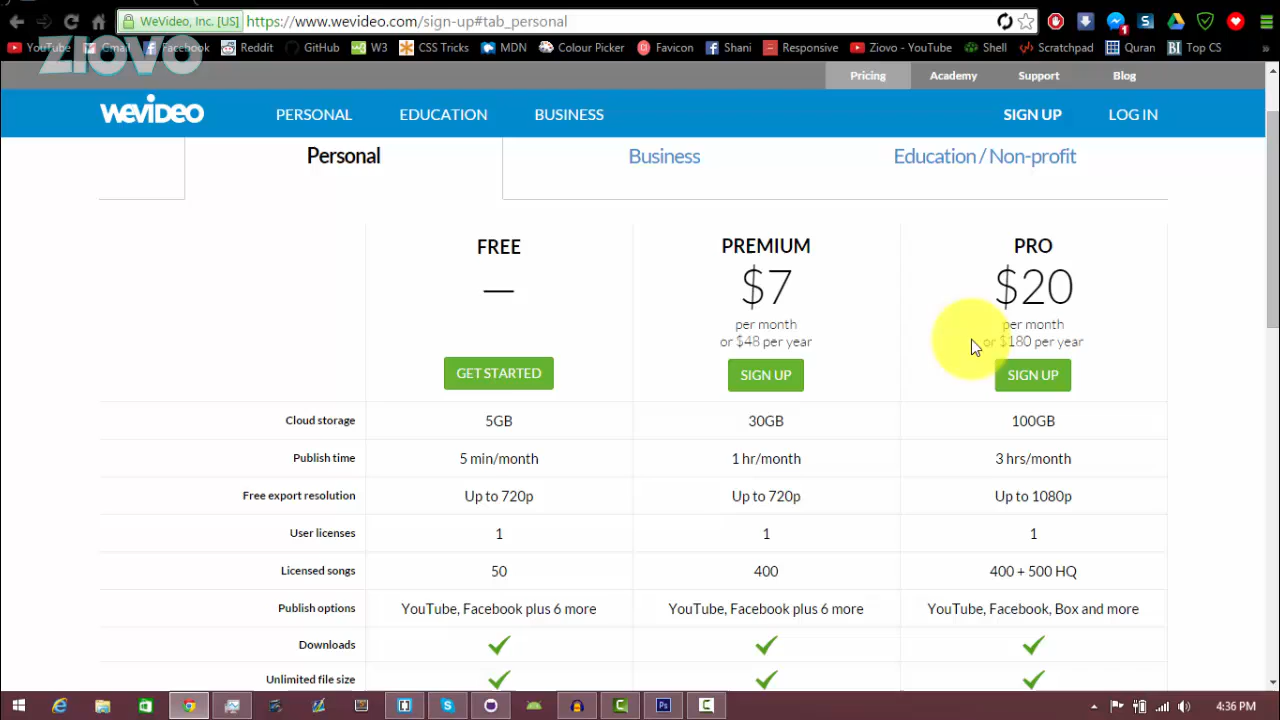 WeVideo, Inc. [US] https://www.wevideo.com/sign-up#tab_personal
YouTube Gmail Facebook Reddit GitHub W3 CSS Tricks MDN Colour Picker Favicon Shani Responsive Ziovo - YouTube Shell Scratchpad Quran BI Top CS »
ZIOVO
Pricing Academy Support Blog
WEVIDEO PERSONAL EDUCATION BUSINESS SIGN UP LOG IN
Personal Business Education / Non-profit
FREE PREMIUM PRO
— $7 $20
per month per month
or $48 per year or $180 per year
GET STARTED SIGN UP SIGN UP
Cloud storage 5GB 30GB 100GB
Publish time 5 min/month 1 hr/month 3 hrs/month
Free export resolution Up to 720p Up to 720p Up to 1080p
User licenses 1 1 1
Licensed songs 50 400 400 + 500 HQ
Publish options YouTube, Facebook plus 6 more YouTube, Facebook plus 6 more YouTube, Facebook, Box and more
Downloads
Unlimited file size
4:36 PM